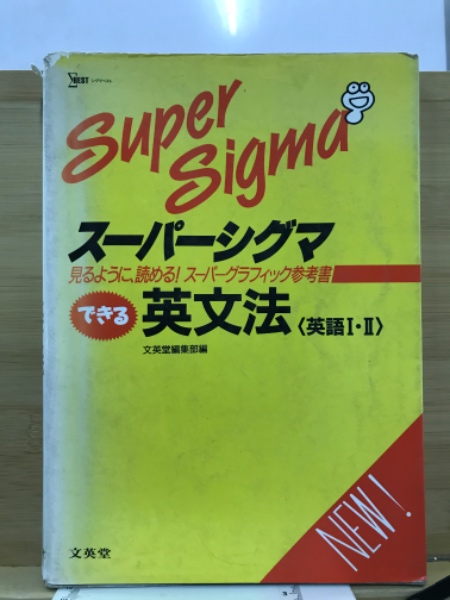 ΣBEST
Super
Sigma
スーパーシグマ
見るように、読める！スーパーグラフィック参考書
できる 英文法〈英語Ⅰ・Ⅱ〉
文英堂編集部編
NEW!
文英堂